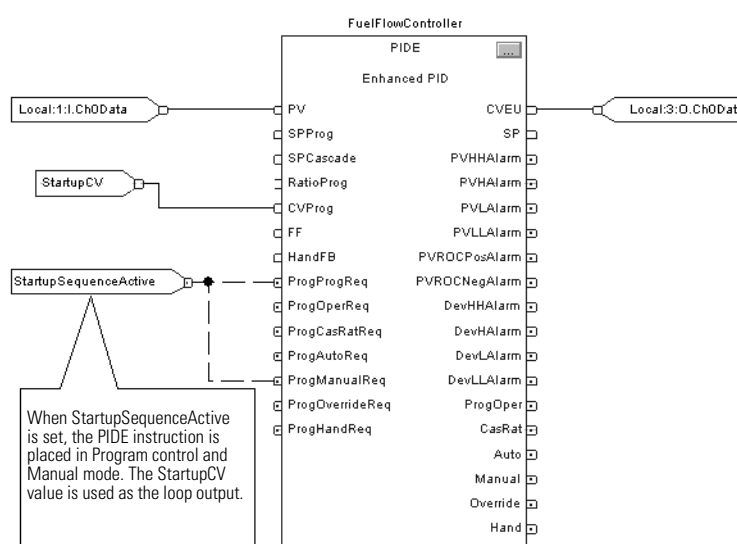 FuelFlowController
PIDE
...
Enhanced PID
Local:1:I.Ch0Data
PV
CVEU
Local:3:O.Ch0Dat
SPProg
SP
SPCascade
PVHHAlarm
StartupCV
RatioProg
PVHAlarm
CVProg
PVLAlarm
FF
PVLLAlarm
HandFB
PVROCPosAlarm
StartupSequenceActive
ProgProgReq
PVROCNegAlarm
ProgOperReq
DevHHAlarm
ProgCasRatReq
DevHAlarm
ProgAutoReq
DevLAlarm
ProgManualReq
DevLLAlarm
ProgOverrideReq
ProgOper
ProgHandReq
CasRat
Auto
Manual
Override
Hand
When StartupSequenceActive
is set, the PIDE instruction is
placed in Program control and
Manual mode. The StartupCV
value is used as the loop output.